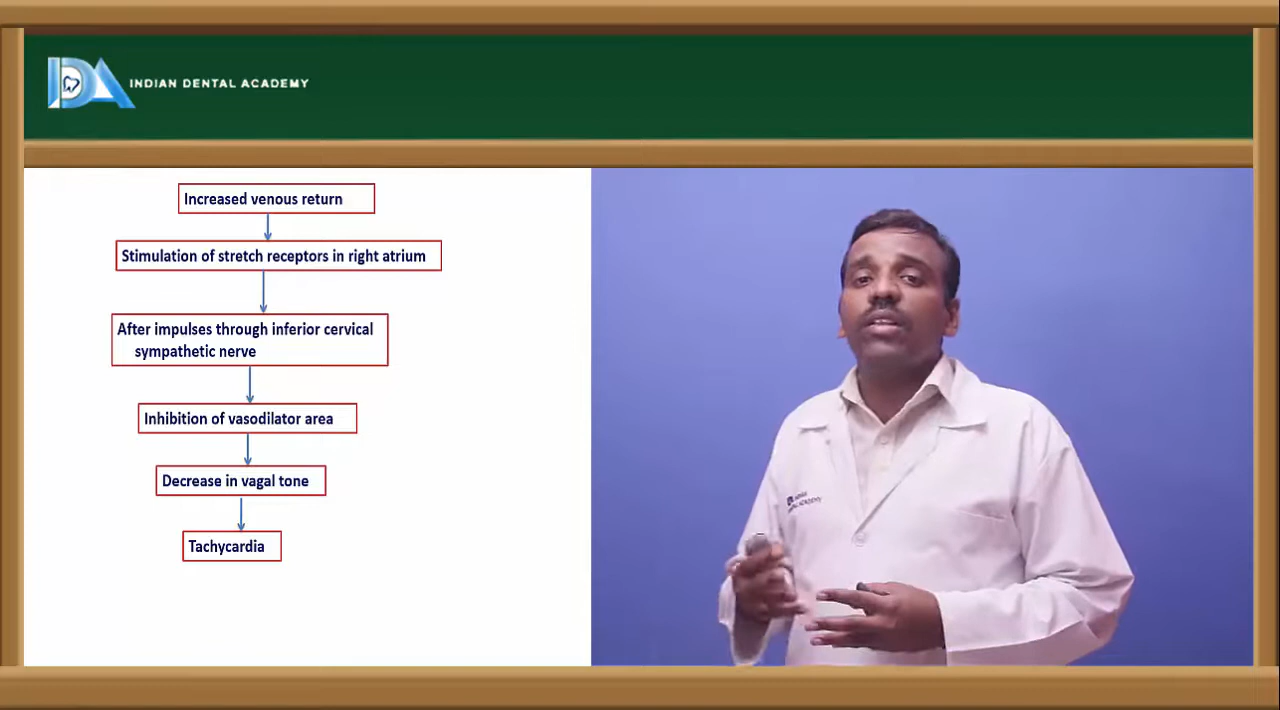 INDIAN DENTAL ACADEMY
Increased venous return
Stimulation of stretch receptors in right atrium
After impulses through inferior cervical
sympathetic nerve
Inhibition of vasodilator area
Decrease in vagal tone
Tachycardia